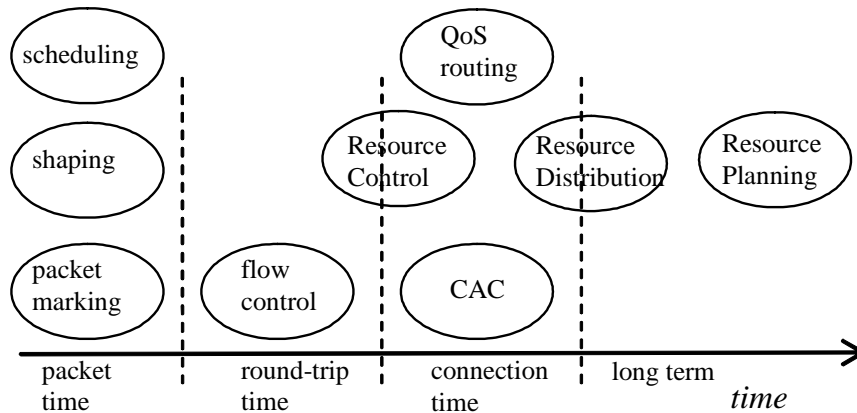 scheduling
QoS
routing
shaping
Resource
Control
Resource
Distribution
Resource
Planning
packet
marking
flow
control
CAC
packet
time
round-trip
time
connection
time
long term
time